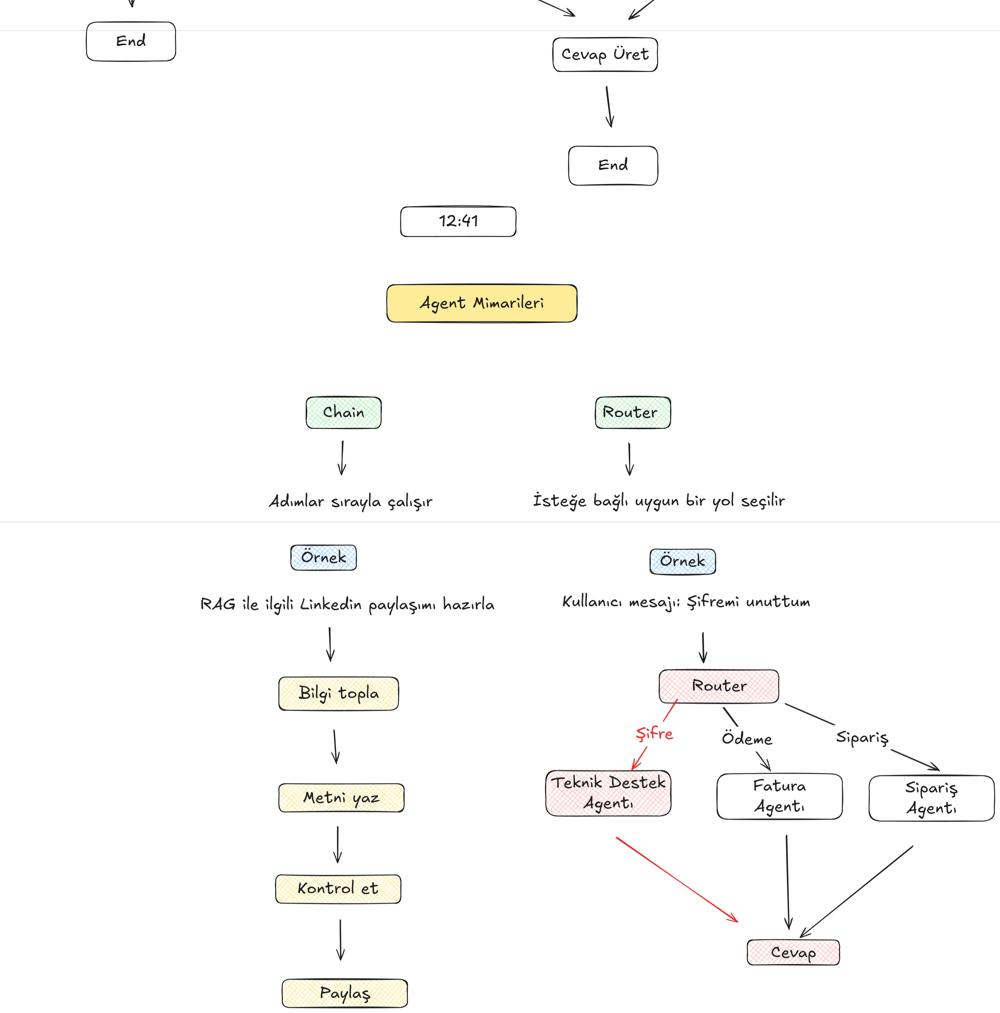 End
Cevap Üret
End
12:41
Agent Mimarileri
Chain
Router
Adımlar sırayla çalışır
İsteğe bağlı uygun bir yol seçilir
Örnek
Örnek
RAG ile ilgili Linkedin paylaşımı hazırla
Kullanıcı mesajı: Şifremi unuttum
Bilgi topla
Router
Şifre
Ödeme
Sipariş
Teknik Destek
Agentı
Fatura
Agentı
Sipariş
Agentı
Metni yaz
Kontrol et
Cevap
Paylaş